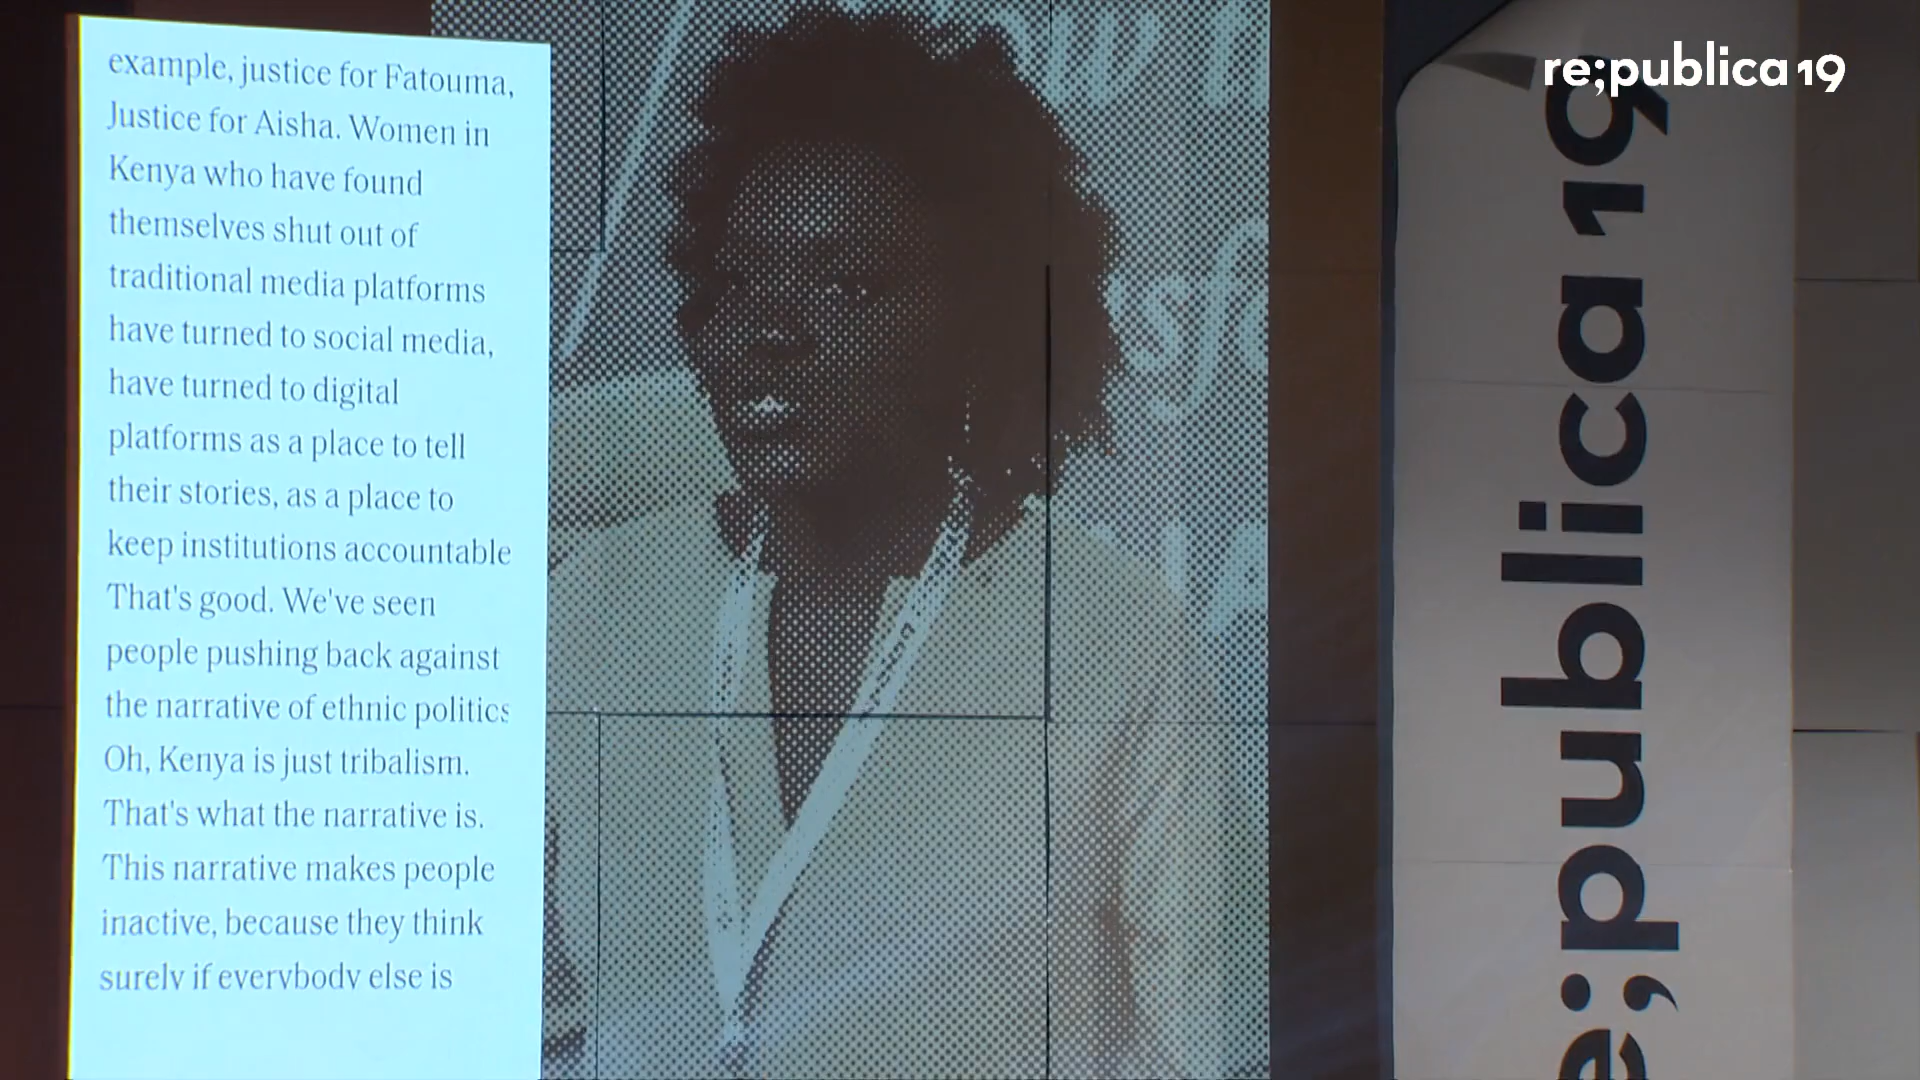 example, justice for Fatouma,
Justice for Aisha. Women in
Kenya who have found
themselves shut out of
traditional media platforms
have turned to social media,
have turned to digital
platforms as a place to tell
their stories, as a place to
keep institutions accountable
That's good. We've seen
people pushing back against
the narrative of ethnic politics
Oh, Kenya is just tribalism.
That's what the narrative is.
This narrative makes people
inactive, because they think
surely if everybody else is
re;publica 19
e;publica 19